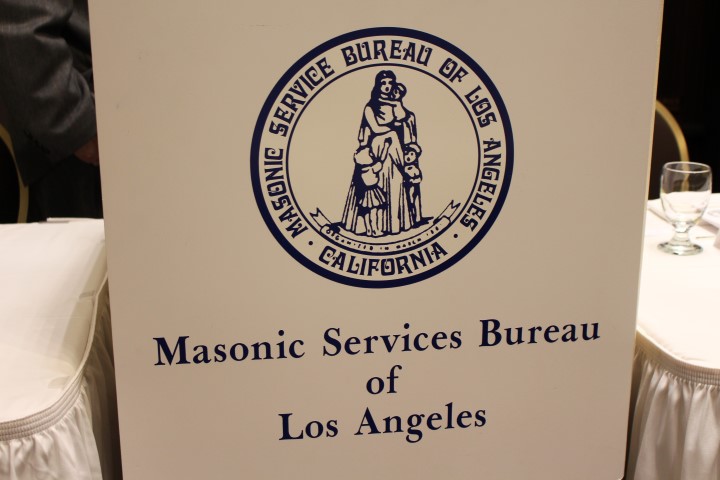 MASONIC SERVICE BUREAU OF LOS ANGELES
· CALIFORNIA ·
Masonic Services Bureau
of
Los Angeles